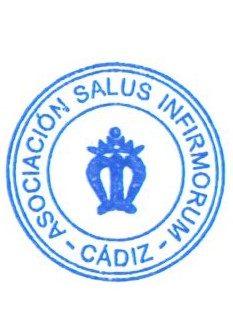 ASOCIACIÓN SALUS INFIRMORUM
- CÁDIZ -